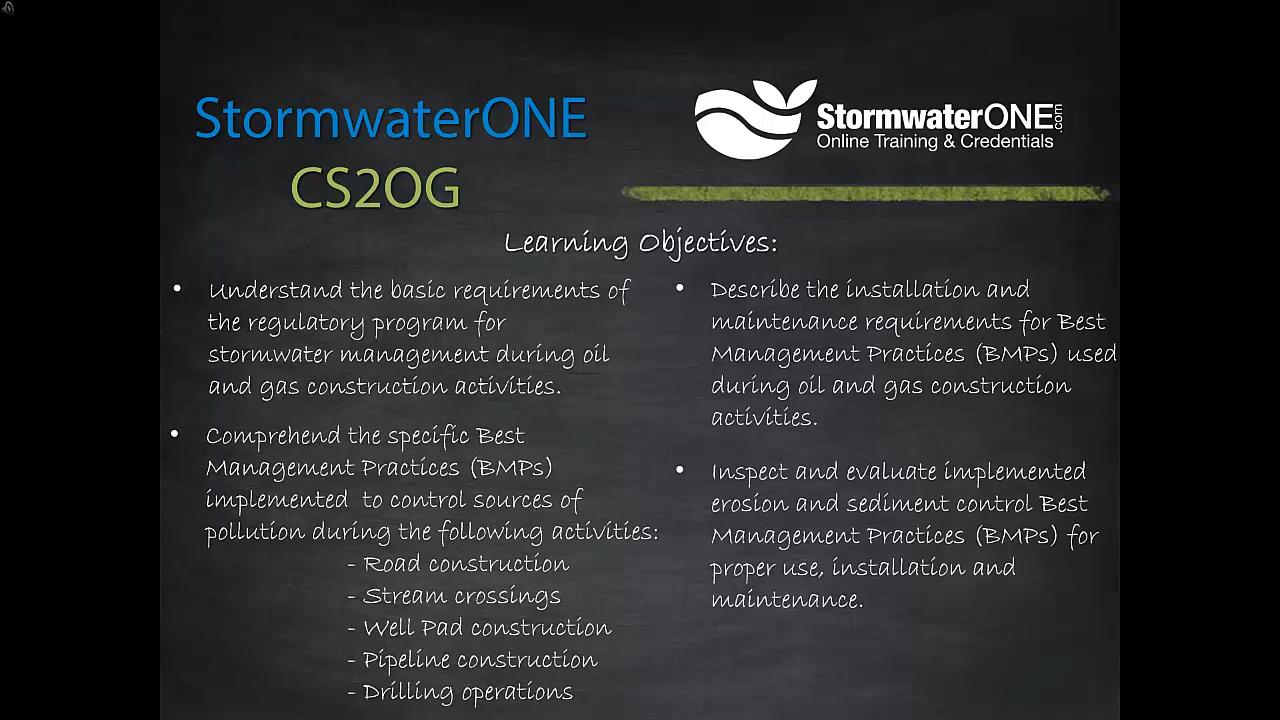 StormwaterONE
CS2OG
StormwaterONE.com
Online Training & Credentials
Learning Objectives:
• Understand the basic requirements of
the regulatory program for
stormwater management during oil
and gas construction activities.
• Comprehend the specific Best
Management Practices (BMPs)
implemented to control sources of
pollution during the following activities:
- Road construction
- Stream crossings
- Well Pad construction
- Pipeline construction
- Drilling operations
• Describe the installation and
maintenance requirements for Best
Management Practices (BMPs) used
during oil and gas construction
activities.
• Inspect and evaluate implemented
erosion and sediment control Best
Management Practices (BMPs) for
proper use, installation and
maintenance.